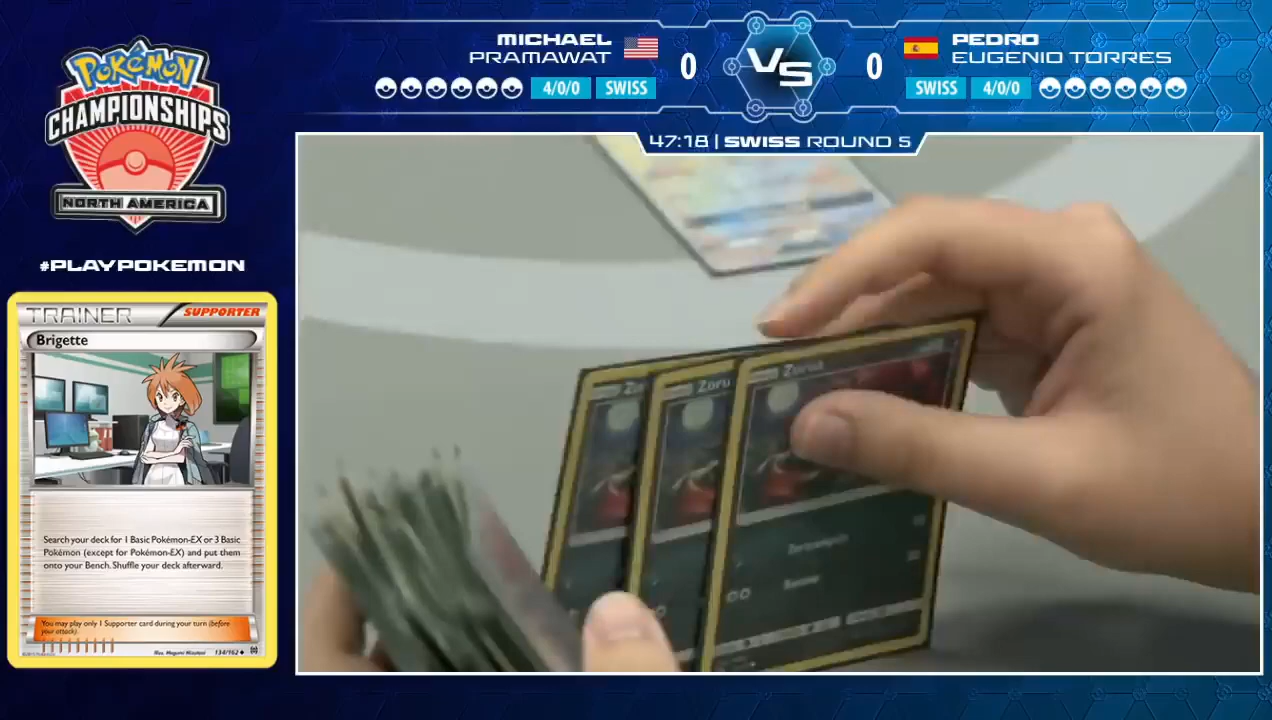 Pokémon
CHAMPIONSHIPS
NORTH AMERICA
#PLAYPOKEMON
MICHAEL
PRAMAWAT
0
4/0/0
SWISS
VS
0
PEDRO
EUGENIO TORRES
SWISS
4/0/0
47:18 | SWISS ROUND 5
TRAINER
SUPPORTER
Brigette
Search your deck for 1 Basic Pokémon-EX or 3 Basic
Pokémon (except for Pokémon-EX) and put them
onto your Bench. Shuffle your deck afterward.
You may play only 1 Supporter card during your turn (before
your attack).
134/162
Zo
Zoru
Zorua